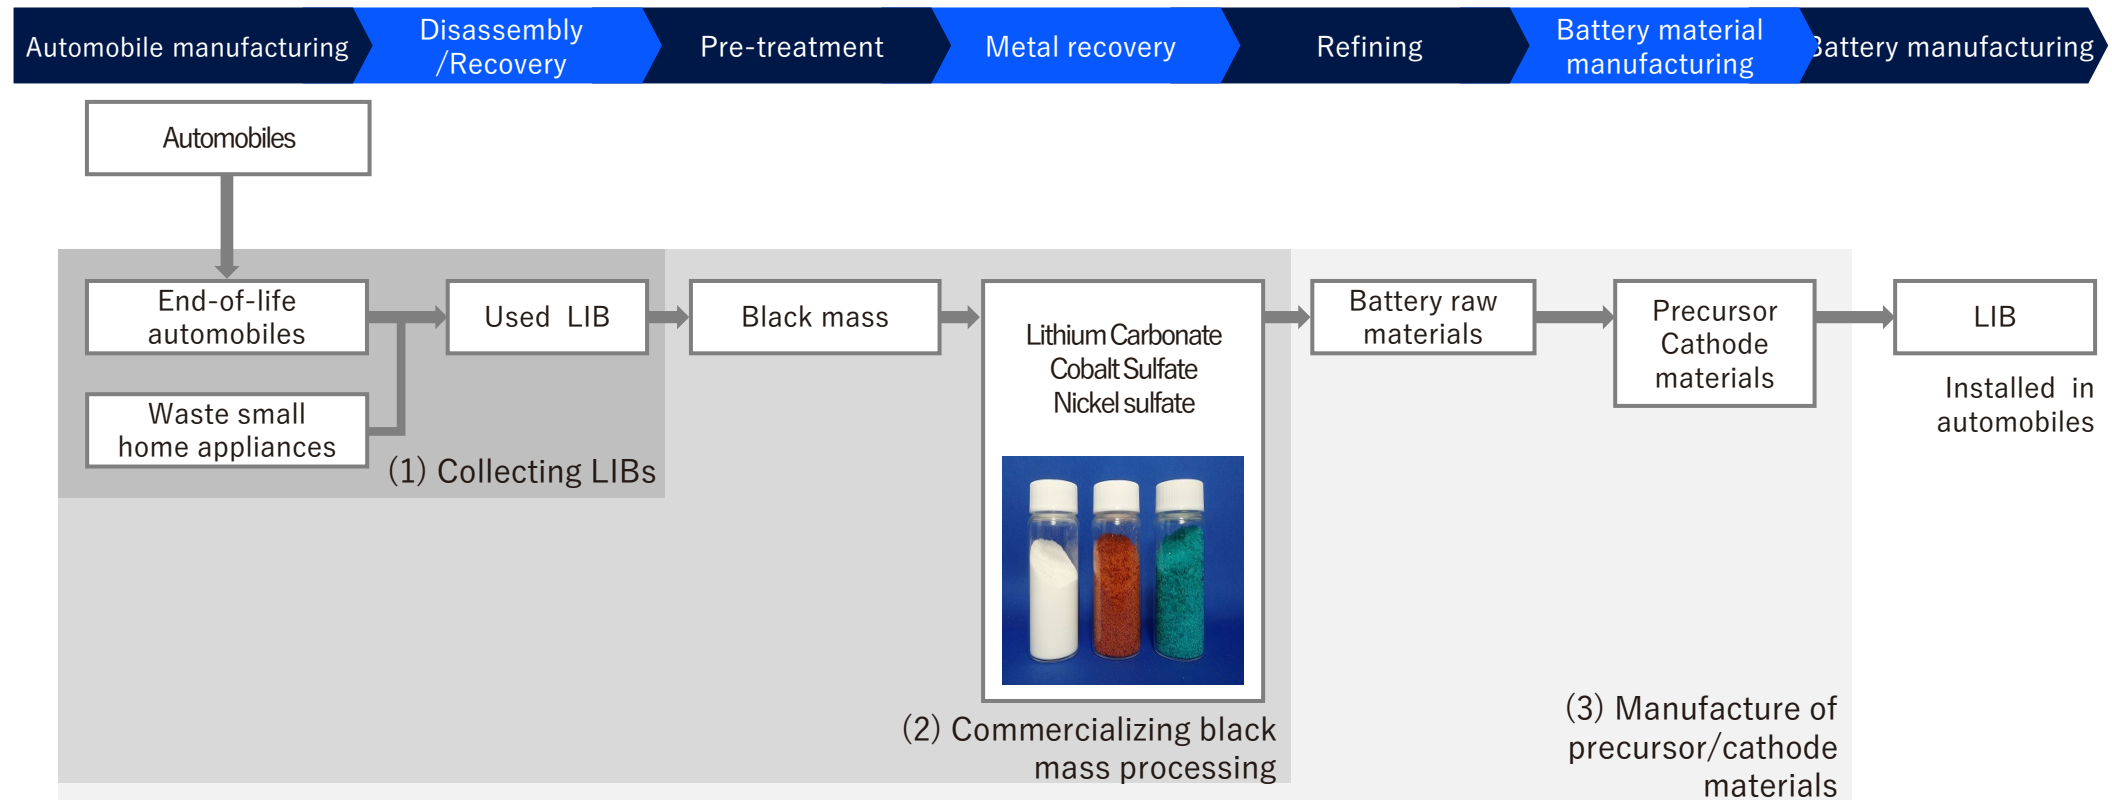 Automobile manufacturing
Disassembly
/Recovery
Pre-treatment
Metal recovery
Refining
Battery material
manufacturing
Battery manufacturing
Automobiles
End-of-life
automobiles
Waste small
home appliances
Used LIB
(1) Collecting LIBs
Black mass
Lithium Carbonate
Cobalt Sulfate
Nickel sulfate
(2) Commercializing black
mass processing
Battery raw
materials
Precursor
Cathode
materials
(3) Manufacture of
precursor/cathode
materials
LIB
Installed in
automobiles